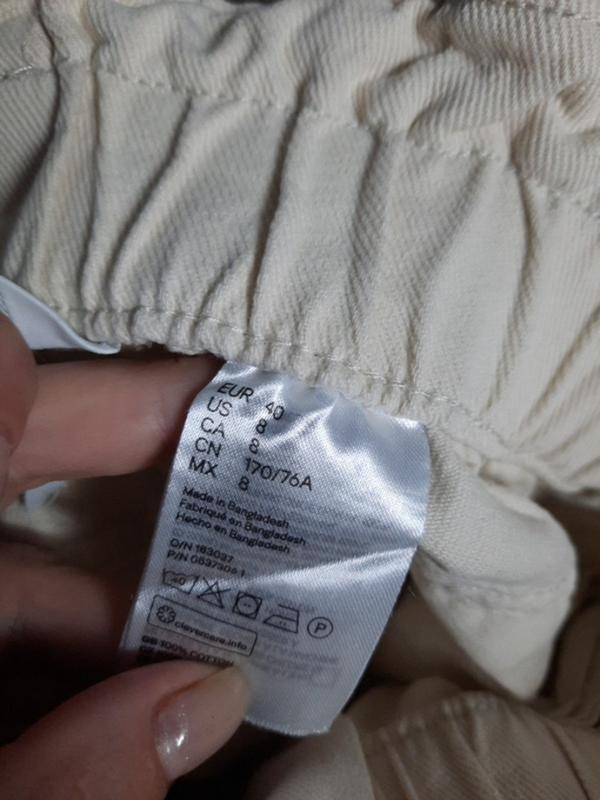 EUR 40
US 8
CA 8
CN 170/76A
MX 8
Made in Bangladesh
Fabriqué en Bangladesh
Hecho en Bangladesh
O/N 183037
P/N
40
P
clevercare.info
GB 100% COTTON